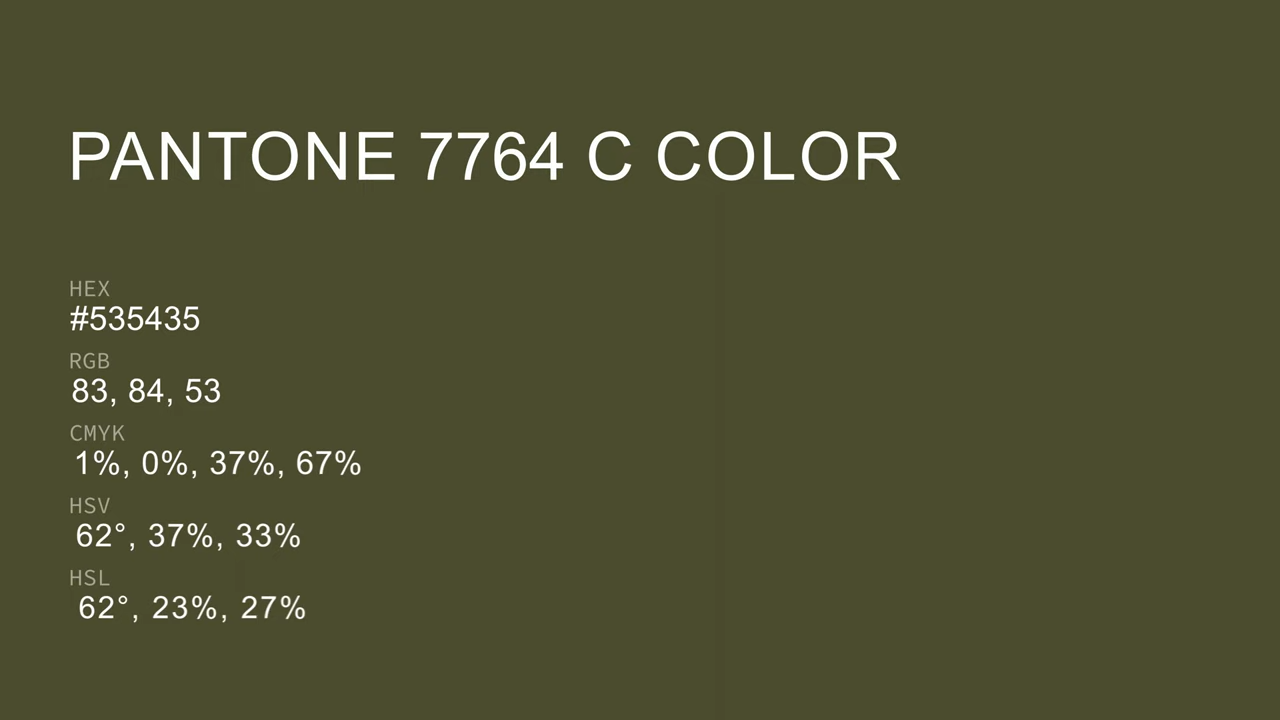 PANTONE 7764 C COLOR
HEX
#535435
RGB
83, 84, 53
CMYK
1%, 0%, 37%, 67%
HSV
62°, 37%, 33%
HSL
62°, 23%, 27%